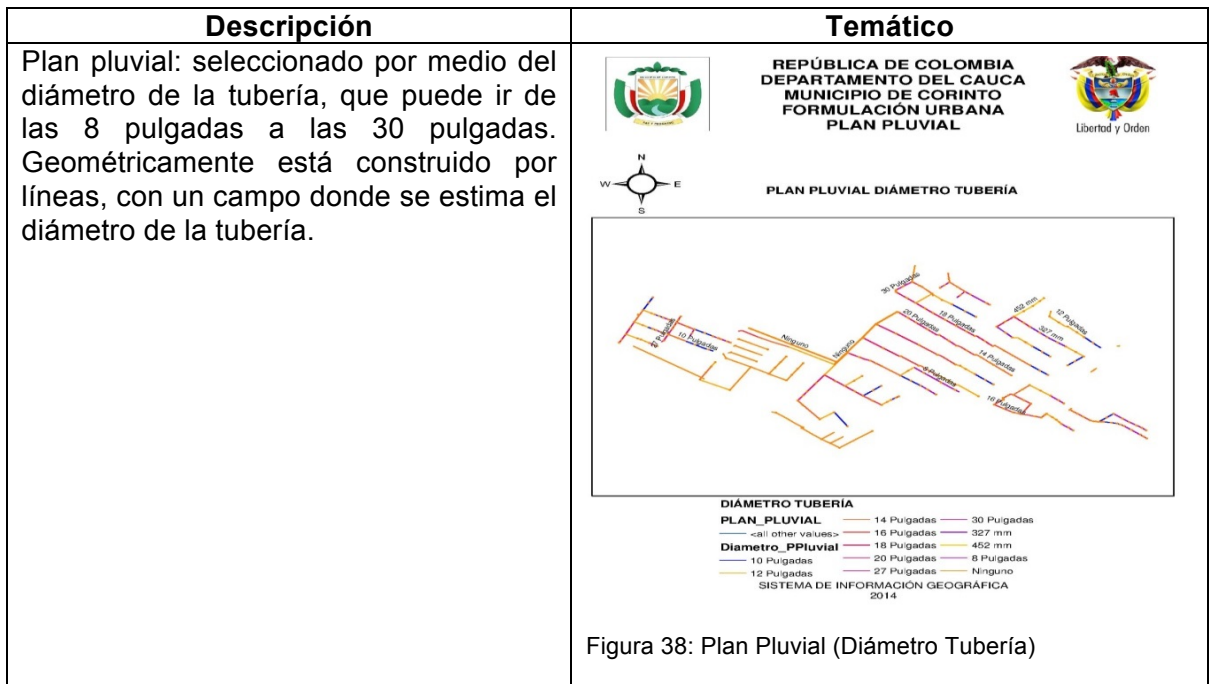 Descripción
Temático
Plan pluvial: seleccionado por medio del
diámetro de la tubería, que puede ir de
las 8 pulgadas a las 30 pulgadas.
Geométricamente está construido por
líneas, con un campo donde se estima el
diámetro de la tubería.
REPÚBLICA DE COLOMBIA
DEPARTAMENTO DEL CAUCA
MUNICIPIO DE CORINTO
FORMULACIÓN URBANA
PLAN PLUVIAL
Libertad y Orden
N
W E
S
PLAN PLUVIAL DIÁMETRO TUBERÍA
30 Pulgadas
452 mm
12 Pulgadas
20 Pulgadas
18 Pulgadas
327 mm
Pulgadas
10 Pulgadas
Ninguno
Ninguno
14 Pulgadas
8 Pulgadas
16 Pulgadas
DIÁMETRO TUBERÍA
PLAN_PLUVIAL
<all other values>
Diametro_PPluvial
10 Pulgadas
12 Pulgadas
14 Pulgadas
16 Pulgadas
18 Pulgadas
20 Pulgadas
27 Pulgadas
30 Pulgadas
327 mm
452 mm
8 Pulgadas
Ninguno
SISTEMA DE INFORMACIÓN GEOGRÁFICA
2014
Figura 38: Plan Pluvial (Diámetro Tubería)